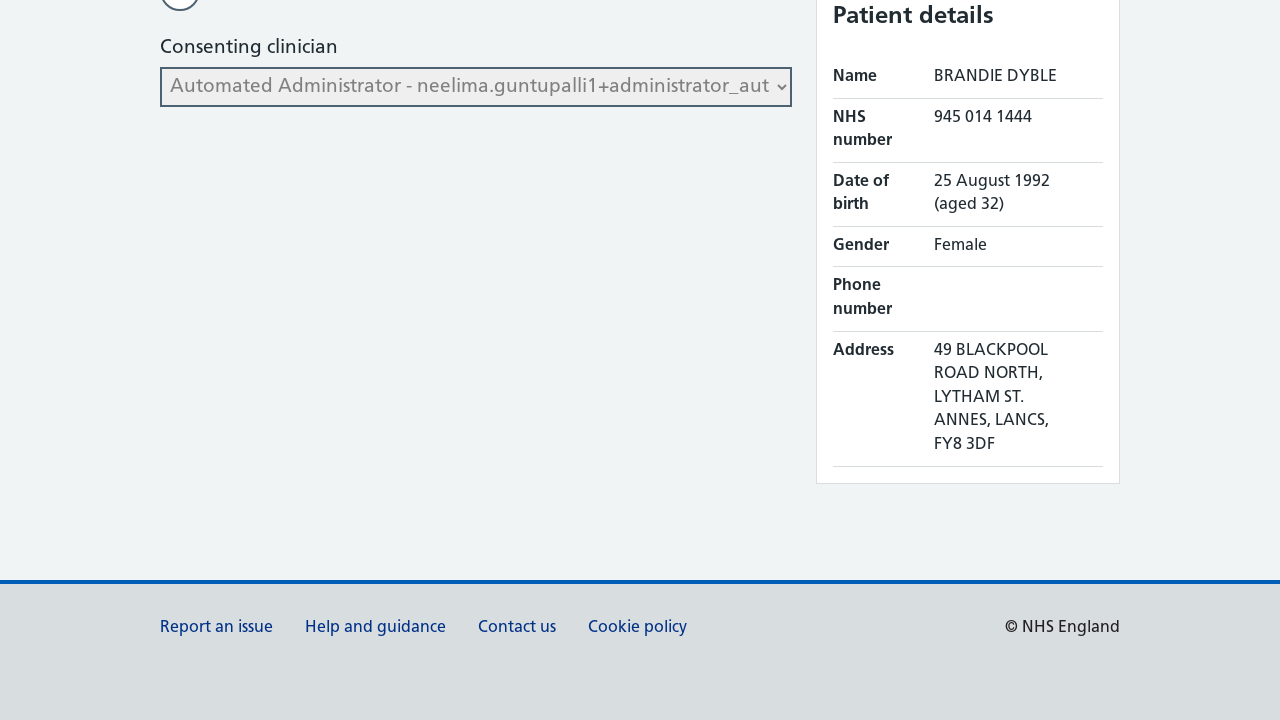 Consenting clinician
Automated Administrator - neelima.guntupalli1+administrator_aut
Patient details
Name BRANDIE DYBLE
NHS number 945 014 1444
Date of birth 25 August 1992 (aged 32)
Gender Female
Phone number
Address 49 BLACKPOOL
ROAD NORTH,
LYTHAM ST.
ANNES, LANCS,
FY8 3DF
Report an issue Help and guidance Contact us Cookie policy © NHS England